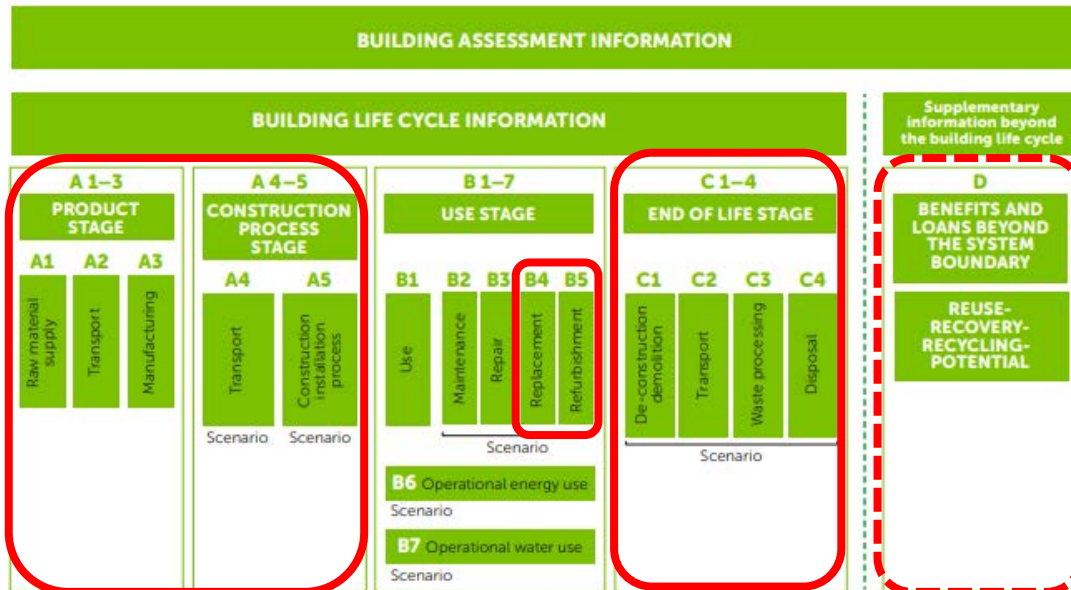 BUILDING ASSESSMENT INFORMATION
BUILDING LIFE CYCLE INFORMATION
Supplementary
information beyond
the building life cycle
A 1–3
PRODUCT
STAGE
A1 A2 A3
Raw material
supply
Transport
Manufacturing
A 4–5
CONSTRUCTION
PROCESS
STAGE
A4 A5
Transport
Construction
installation
process
Scenario Scenario
B 1–7
USE STAGE
B1 B2 B3 B4 B5
Use
Maintenance
Repair
Replacement
Refurbishment
Scenario
B6 Operational energy use
Scenario
B7 Operational water use
Scenario
C 1–4
END OF LIFE STAGE
C1 C2 C3 C4
De-construction
demolition
Transport
Waste processing
Disposal
Scenario
D
BENEFITS AND
LOANS BEYOND
THE SYSTEM
BOUNDARY
REUSE-
RECOVERY-
RECYCLING-
POTENTIAL